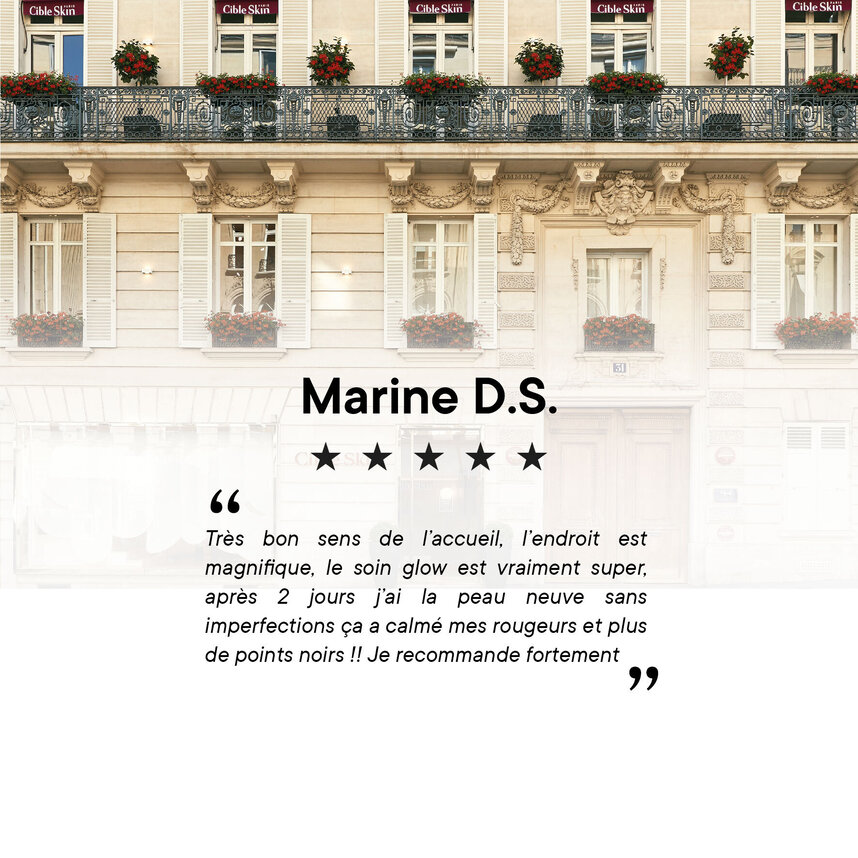 Cible Skin PARIS
Cible Skin PARIS
Cible Skin PARIS
Cible Skin PARIS
Cible Skin PARIS
31
Marine D.S.
Cible Skin
★ ★ ★ ★ ★
“
Très bon sens de l’accueil, l’endroit est
magnifique, le soin glow est vraiment super,
après 2 jours j’ai la peau neuve sans
imperfections ça a calmé mes rougeurs et plus
de points noirs !! Je recommande fortement
”